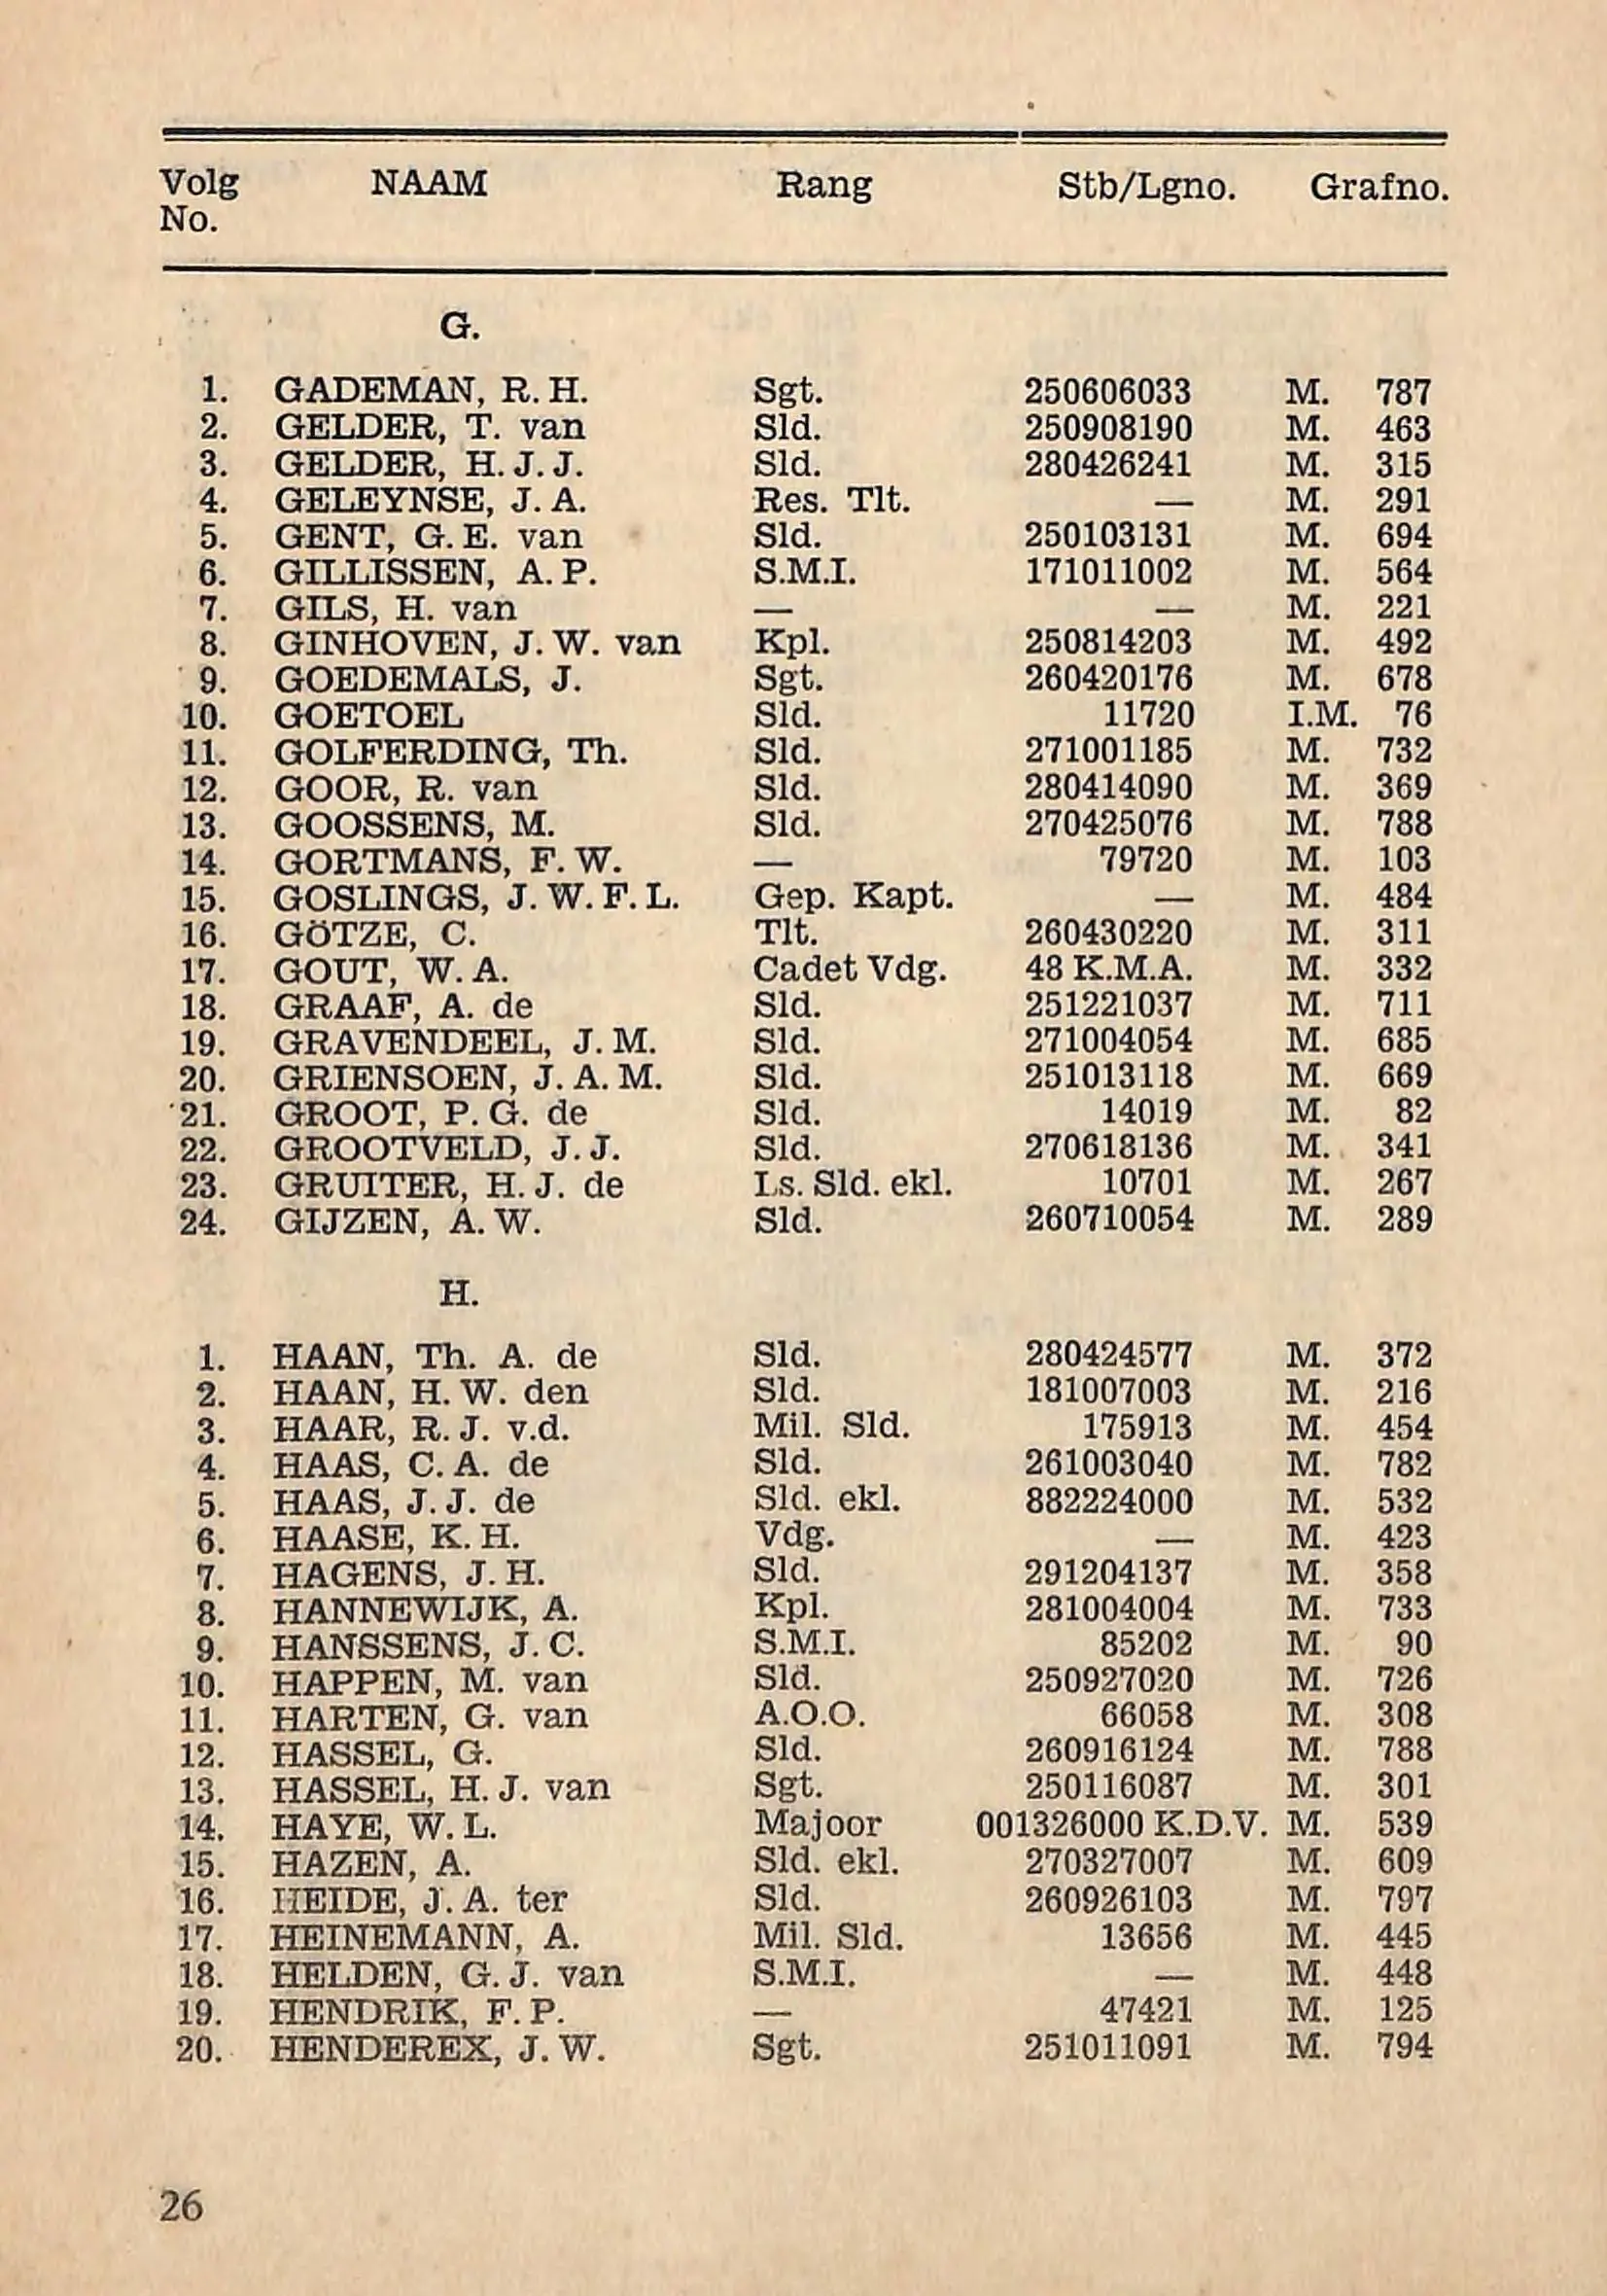 Volg No. NAAM Rang Stb/Lgno. Grafno.
G.
1. GADEMAN, R. H. Sgt. 250606033 M. 787
2. GELDER, T. van Sld. 250908190 M. 463
3. GELDER, H. J. J. Sld. 280426241 M. 315
4. GELEYNSE, J. A. Res. Tlt. — M. 291
5. GENT, G. E. van Sld. 250103131 M. 694
6. GILLISSEN, A. P. S.M.I. 171011002 M. 564
7. GILS, H. van — — M. 221
8. GINHOVEN, J. W. van Kpl. 250814203 M. 492
9. GOEDEMALS, J. Sgt. 260420176 M. 678
10. GOETOEL Sld. 11720 I.M. 76
11. GOLFERDING, Th. Sld. 271001185 M. 732
12. GOOR, R. van Sld. 280414090 M. 369
13. GOOSSENS, M. Sld. 270425076 M. 788
14. GORTMANS, F. W. — 79720 M. 103
15. GOSLINGS, J. W. F. L. Gep. Kapt. — M. 484
16. GÖTZE, C. Tlt. 260430220 M. 311
17. GOUT, W. A. Cadet Vdg. 48 K.M.A. M. 332
18. GRAAF, A. de Sld. 251221037 M. 711
19. GRAVENDEEL, J. M. Sld. 271004054 M. 685
20. GRIENSOEN, J. A. M. Sld. 251013118 M. 669
21. GROOT, P. G. de Sld. 14019 M. 82
22. GROOTVELD, J. J. Sld. 270618136 M. 341
23. GRUITER, H. J. de Ls. Sld. ekl. 10701 M. 267
24. GIJZEN, A. W. Sld. 260710054 M. 289
H.
1. HAAN, Th. A. de Sld. 280424577 M. 372
2. HAAN, H. W. den Sld. 181007003 M. 216
3. HAAR, R. J. v.d. Mil. Sld. 175913 M. 454
4. HAAS, C. A. de Sld. 261003040 M. 782
5. HAAS, J. J. de Sld. ekl. 882224000 M. 532
6. HAASE, K. H. Vdg. — M. 423
7. HAGENS, J. H. Sld. 291204137 M. 358
8. HANNEWIJK, A. Kpl. 281004004 M. 733
9. HANSSENS, J. C. S.M.I. 85202 M. 90
10. HAPPEN, M. van Sld. 250927020 M. 726
11. HARTEN, G. van A.O.O. 66058 M. 308
12. HASSEL, G. Sld. 260916124 M. 788
13. HASSEL, H. J. van Sgt. 250116087 M. 301
14. HAYE, W. L. Majoor 001326000 K.D.V. M. 539
15. HAZEN, A. Sld. ekl. 270327007 M. 609
16. HEIDE, J. A. ter Sld. 260926103 M. 797
17. HEINEMANN, A. Mil. Sld. 13656 M. 445
18. HELDEN, G. J. van S.M.I. — M. 448
19. HENDRIK, F. P. — 47421 M. 125
20. HENDEREX, J. W. Sgt. 251011091 M. 794
26